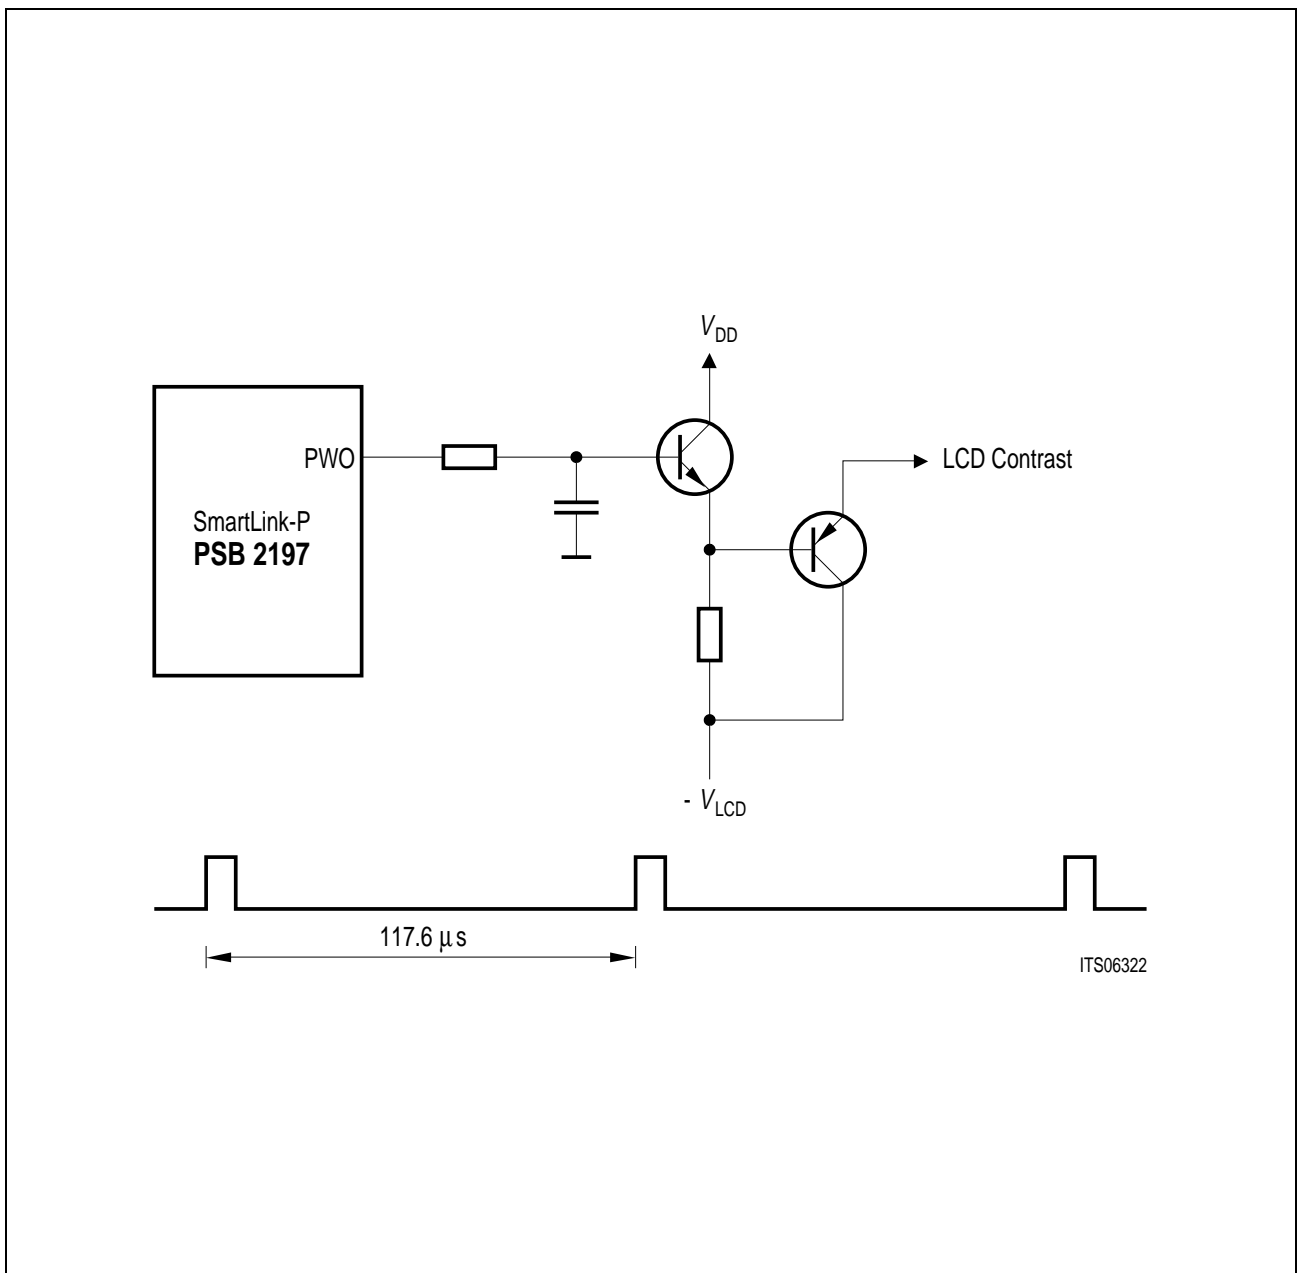 V_DD
PWO
LCD Contrast
SmartLink-P
PSB 2197
- V_LCD
117.6 µs
ITS06322